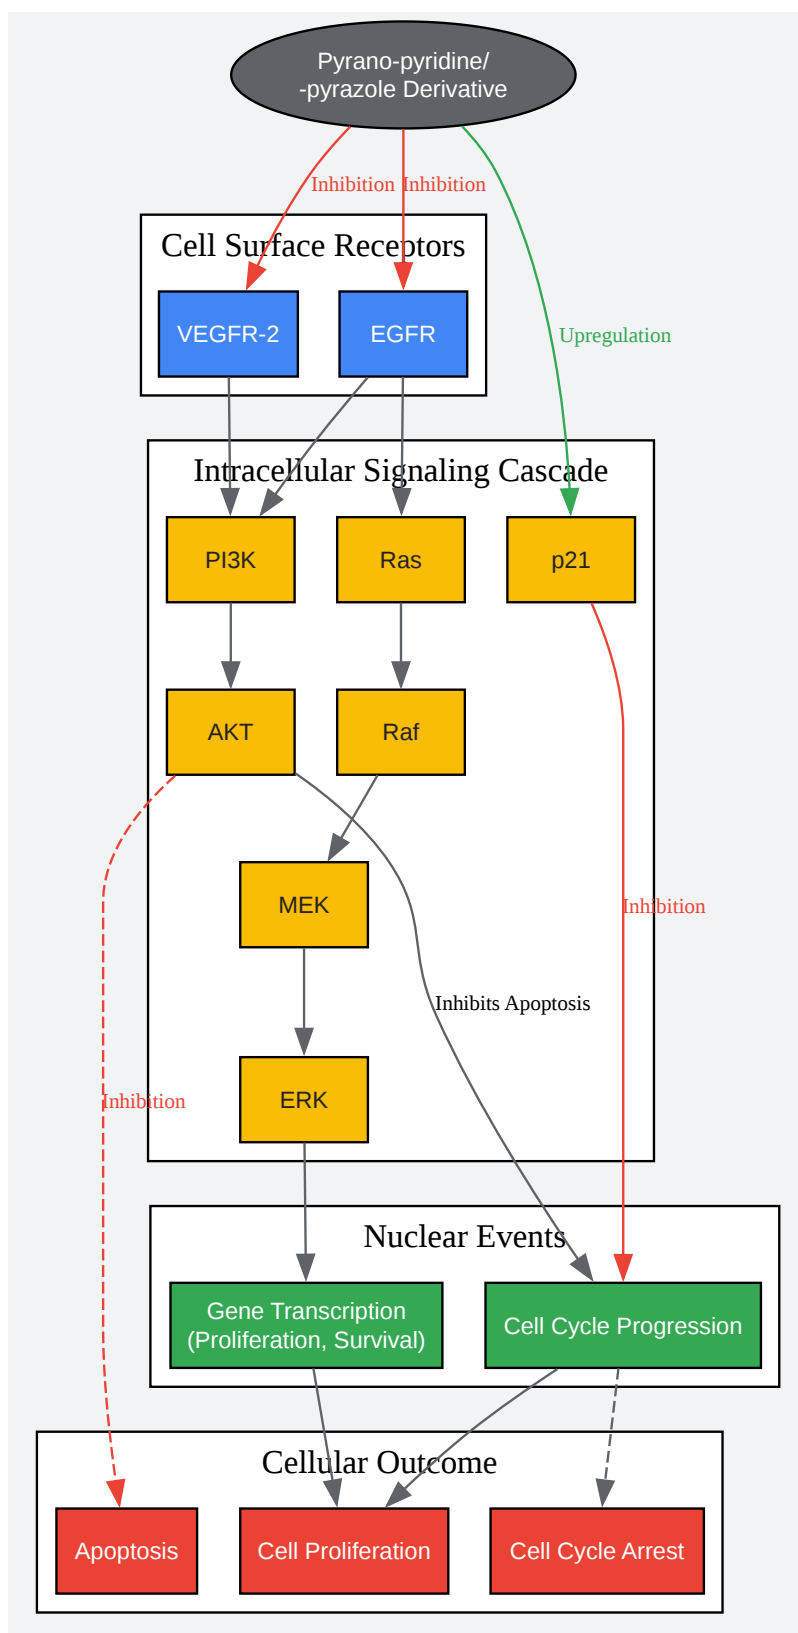 Pyrano-pyridine/
-pyrazole Derivative
Inhibition
Inhibition
Cell Surface Receptors
VEGFR-2
EGFR
Upregulation
Intracellular Signaling Cascade
PI3K
Ras
p21
AKT
Raf
MEK
Inhibition
Inhibits Apoptosis
ERK
Inhibition
Nuclear Events
Gene Transcription
(Proliferation, Survival)
Cell Cycle Progression
Cellular Outcome
Apoptosis
Cell Proliferation
Cell Cycle Arrest